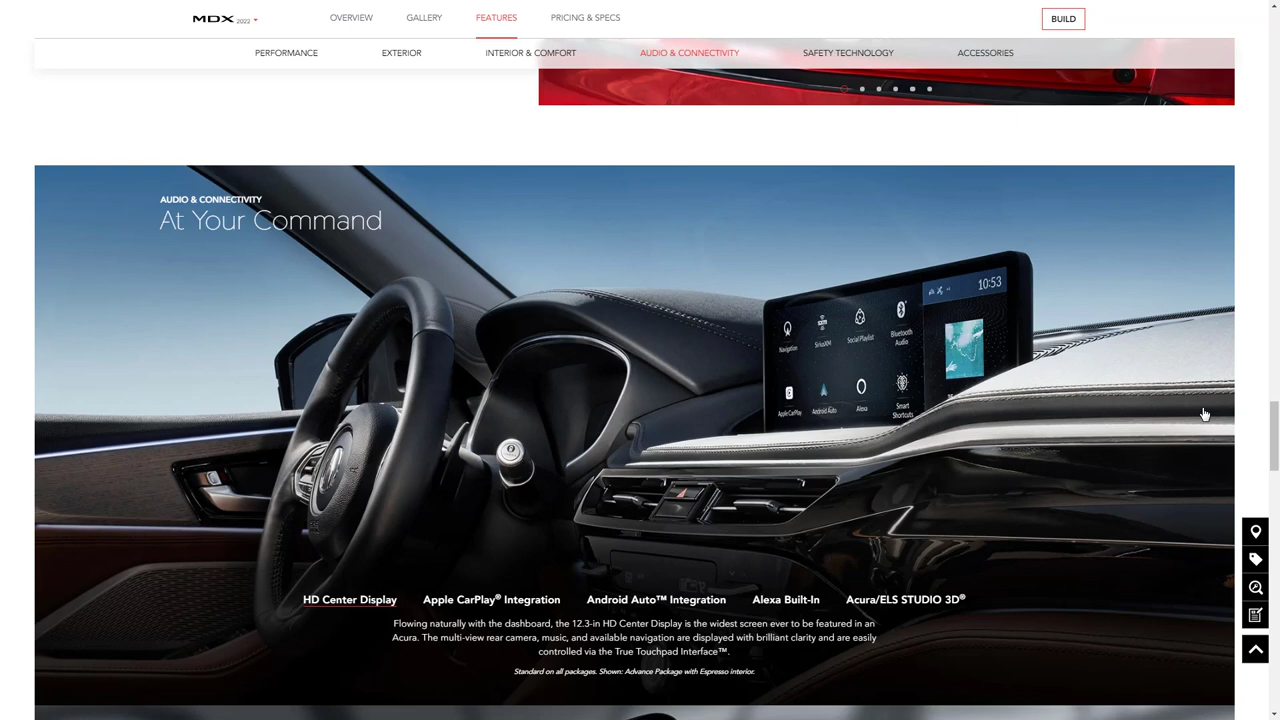 MDX 2022
OVERVIEW
GALLERY
FEATURES
PRICING & SPECS
BUILD
PERFORMANCE
EXTERIOR
INTERIOR & COMFORT
AUDIO & CONNECTIVITY
SAFETY TECHNOLOGY
ACCESSORIES
AUDIO & CONNECTIVITY
At Your Command
10:53
Navigation
SiriusXM
Social Playlist
Bluetooth
Audio
Apple CarPlay
Android Auto
Alexa
Smart
Shortcuts
HD Center Display
Apple CarPlay® Integration
Android Auto™ Integration
Alexa Built-In
Acura/ELS STUDIO 3D®
Flowing naturally with the dashboard, the 12.3-in HD Center Display is the widest screen ever to be featured in an
Acura. The multi-view rear camera, music, and available navigation are displayed with brilliant clarity and are easily
controlled via the True Touchpad Interface™.
Standard on all packages. Shown: Advance Package with Espresso interior.